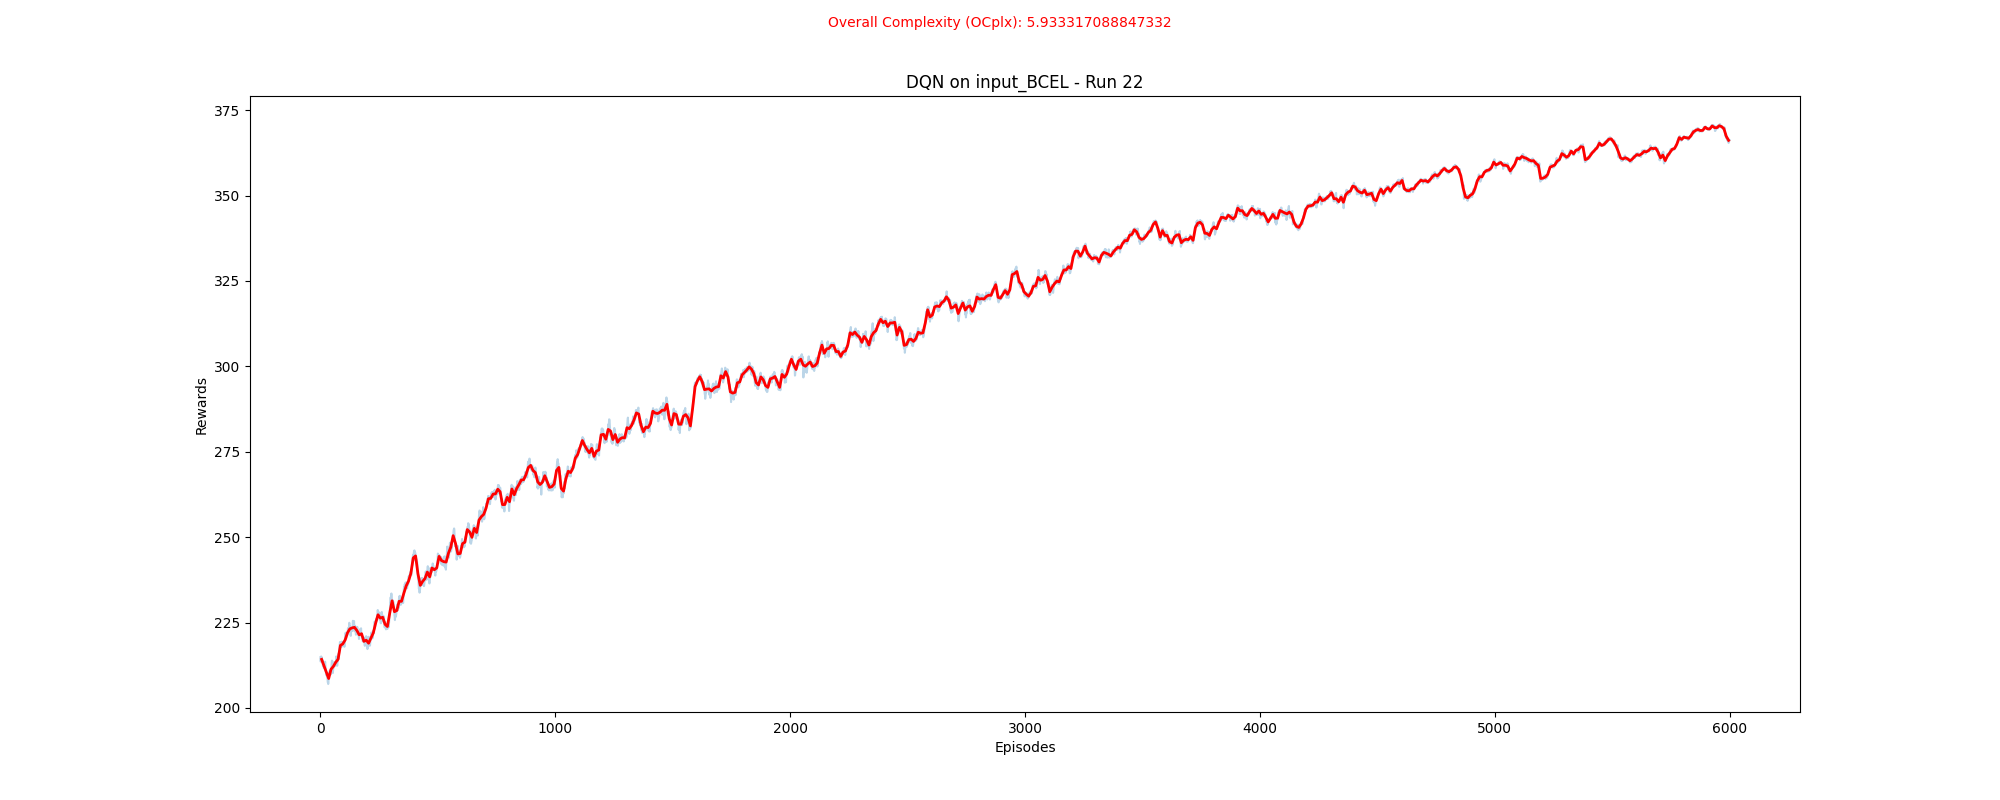 Overall Complexity (OCplx): 5.933317088847332
DQN on input_BCEL - Run 22
375
350
325
300
275
250
225
200
Rewards
0 1000 2000 3000 4000 5000 6000
Episodes